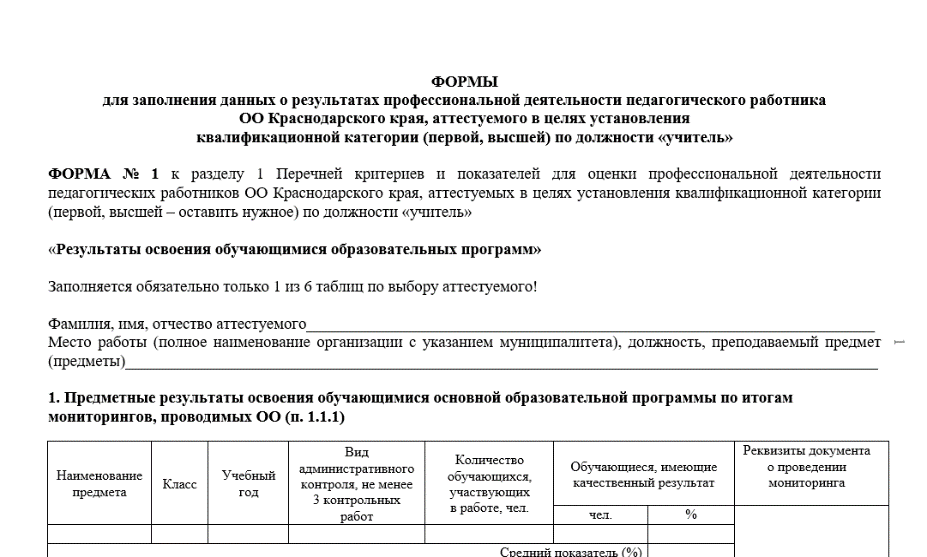 ФОРМЫ
для заполнения данных о результатах профессиональной деятельности педагогического работника
ОО Краснодарского края, аттестуемого в целях установления
квалификационной категории (первой, высшей) по должности «учитель»
ФОРМА № 1 к разделу 1 Перечней критериев и показателей для оценки профессиональной деятельности
педагогических работников ОО Краснодарского края, аттестуемых в целях установления квалификационной категории
(первой, высшей – оставить нужное) по должности «учитель»
«Результаты освоения обучающимися образовательных программ»
Заполняется обязательно только 1 из 6 таблиц по выбору аттестуемого!
Фамилия, имя, отчество аттестуемого
Место работы (полное наименование организации с указанием муниципалитета), должность, преподаваемый предмет
(предметы)
1
1. Предметные результаты освоения обучающимися основной образовательной программы по итогам
мониторингов, проводимых ОО (п. 1.1.1)
Наименование
предмета
Класс
Учебный
год
Вид
административного
контроля, не менее
3 контрольных
работ
Количество
обучающихся,
участвующих
в работе, чел.
Обучающиеся, имеющие
качественный результат
чел.
%
Реквизиты документа
о проведении
мониторинга
Средний показатель (%)